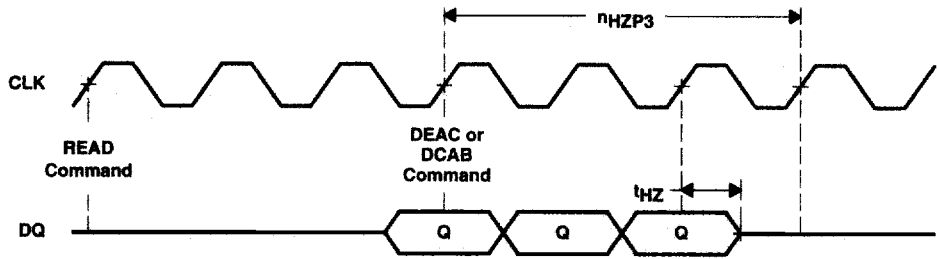 nHZP3
CLK
READ
Command
DEAC or
DCAB
Command
tHZ
DQ
Q
Q
Q